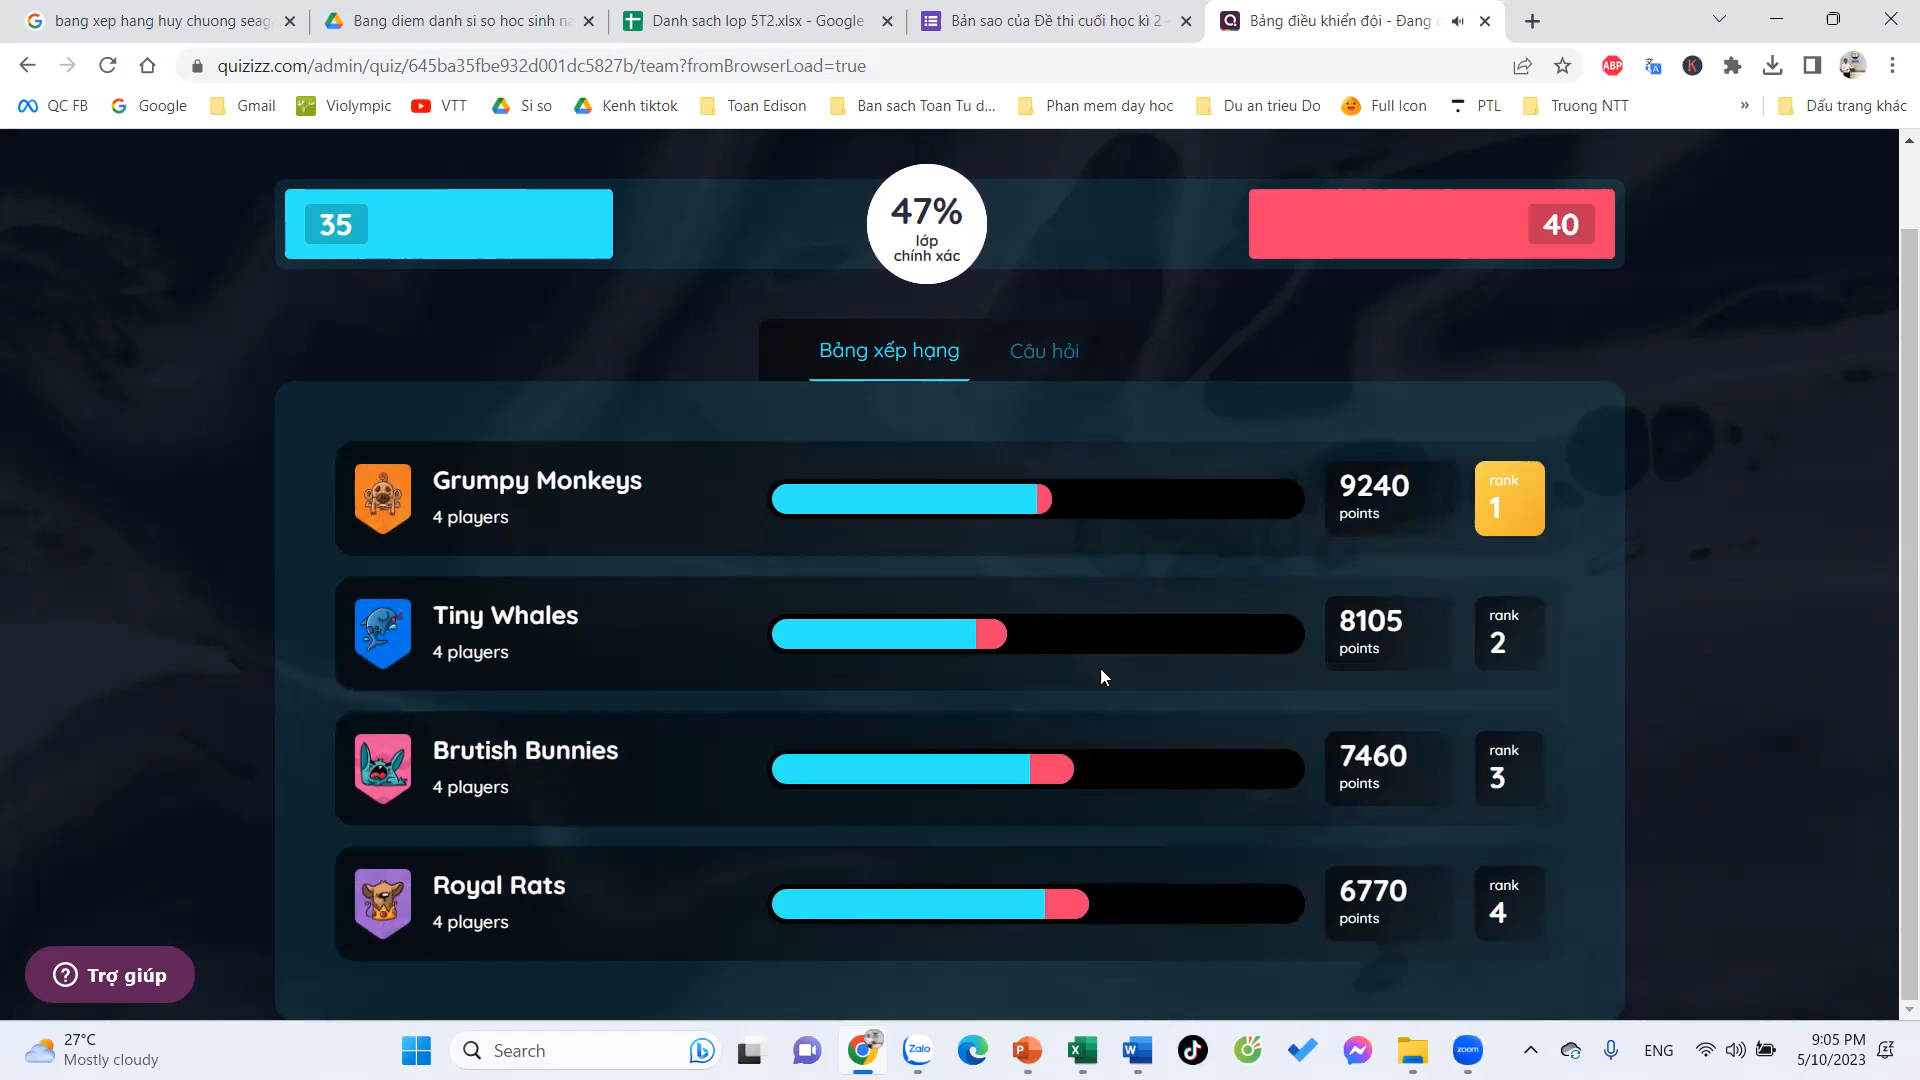 bang xep hang huy chuong seag
Bang diem danh si so hoc sinh n
Danh sach lop 5T2.xlsx - Google
Bản sao của Đề thi cuối học kì 2 -
Bảng điều khiển đội - Đang
quizizz.com/admin/quiz/645ba35fbe932d001dc5827b/team?fromBrowserLoad=true
ABP
K
QC FB
Google
Gmail
Violympic
VTT
Si so
Kenh tiktok
Toan Edison
Ban sach Toan Tu d...
Phan mem day hoc
Du an trieu Do
Full Icon
PTL
Truong NTT
»
Dấu trang khác
35
47%
lớp
chính xác
40
Bảng xếp hạng
Câu hỏi
Grumpy Monkeys
4 players
9240
points
rank
1
Tiny Whales
4 players
8105
points
rank
2
Brutish Bunnies
4 players
7460
points
rank
3
Royal Rats
4 players
6770
points
rank
4
Trợ giúp
27°C
Mostly cloudy
Search
Zalo
zoom
ENG
9:05 PM
5/10/2023